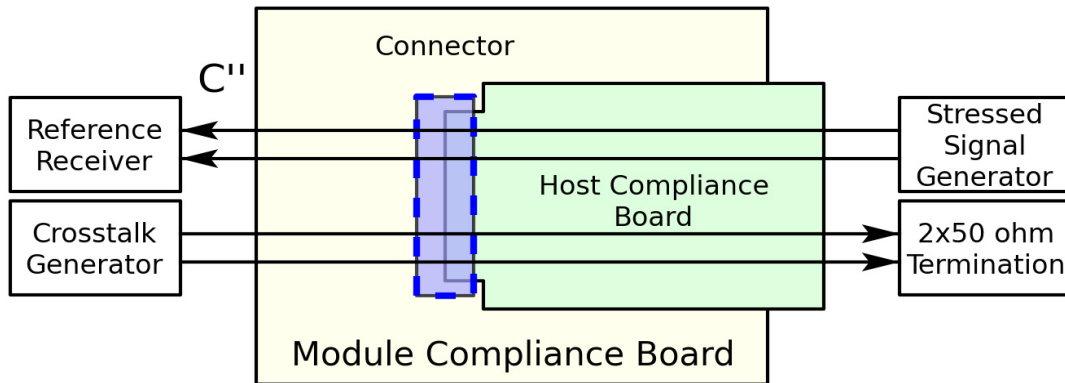 Connector
C''
Reference
Receiver
Stressed
Signal
Generator
Host Compliance
Board
Crosstalk
Generator
2x50 ohm
Termination
Module Compliance Board